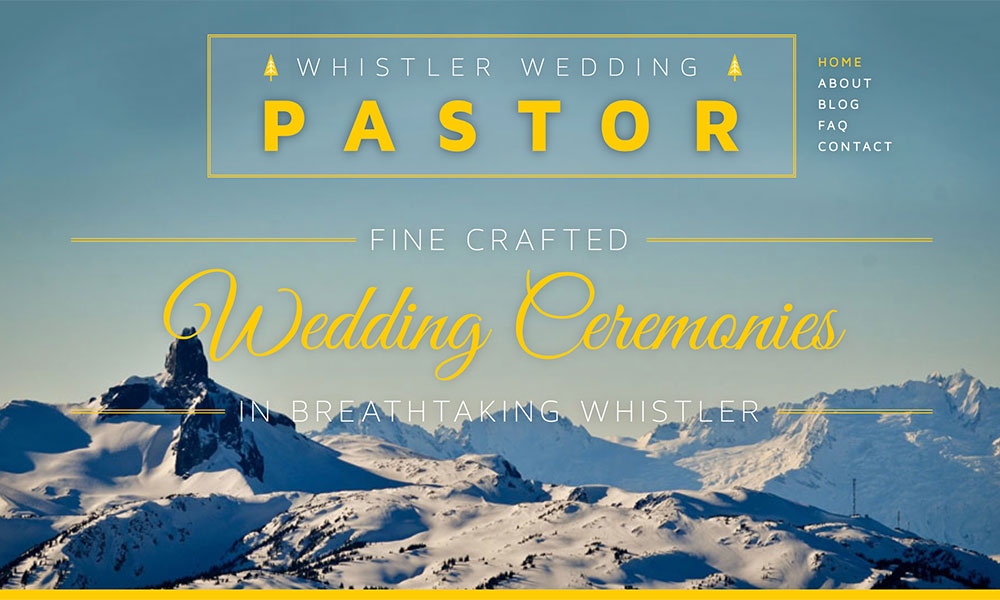 WHISTLER WEDDING
PASTOR
HOME
ABOUT
BLOG
FAQ
CONTACT
FINE CRAFTED
Wedding Ceremonies
IN BREATHTAKING WHISTLER